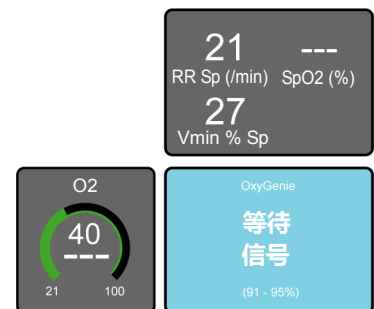 21 ---
RR Sp (/min) SpO2 (%)
27
Vmin % Sp
O2
40
---
21 100
OxyGenie
等待
信号
(91 - 95%)